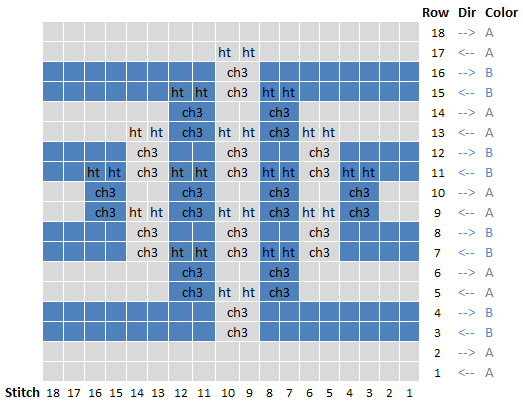 Row Dir Color
18 --> A
ht ht 17 <-- A
ch3 16 --> B
ht ht ch3 ht ht 15 <-- B
ch3 ch3 14 --> A
ht ht ch3 ht ht ch3 ht ht 13 <-- A
ch3 ch3 ch3 12 --> B
ht ht ch3 ht ht ch3 ht ht ch3 ht ht 11 <-- B
ch3 ch3 ch3 ch3 10 --> A
ch3 ht ht ch3 ht ht ch3 ht ht ch3 9 <-- A
ch3 ch3 ch3 8 --> B
ch3 ht ht ch3 ht ht ch3 7 <-- B
ch3 ch3 6 --> A
ch3 ht ht ch3 5 <-- A
ch3 4 --> B
ch3 3 <-- B
2 --> A
1 <-- A
Stitch 18 17 16 15 14 13 12 11 10 9 8 7 6 5 4 3 2 1